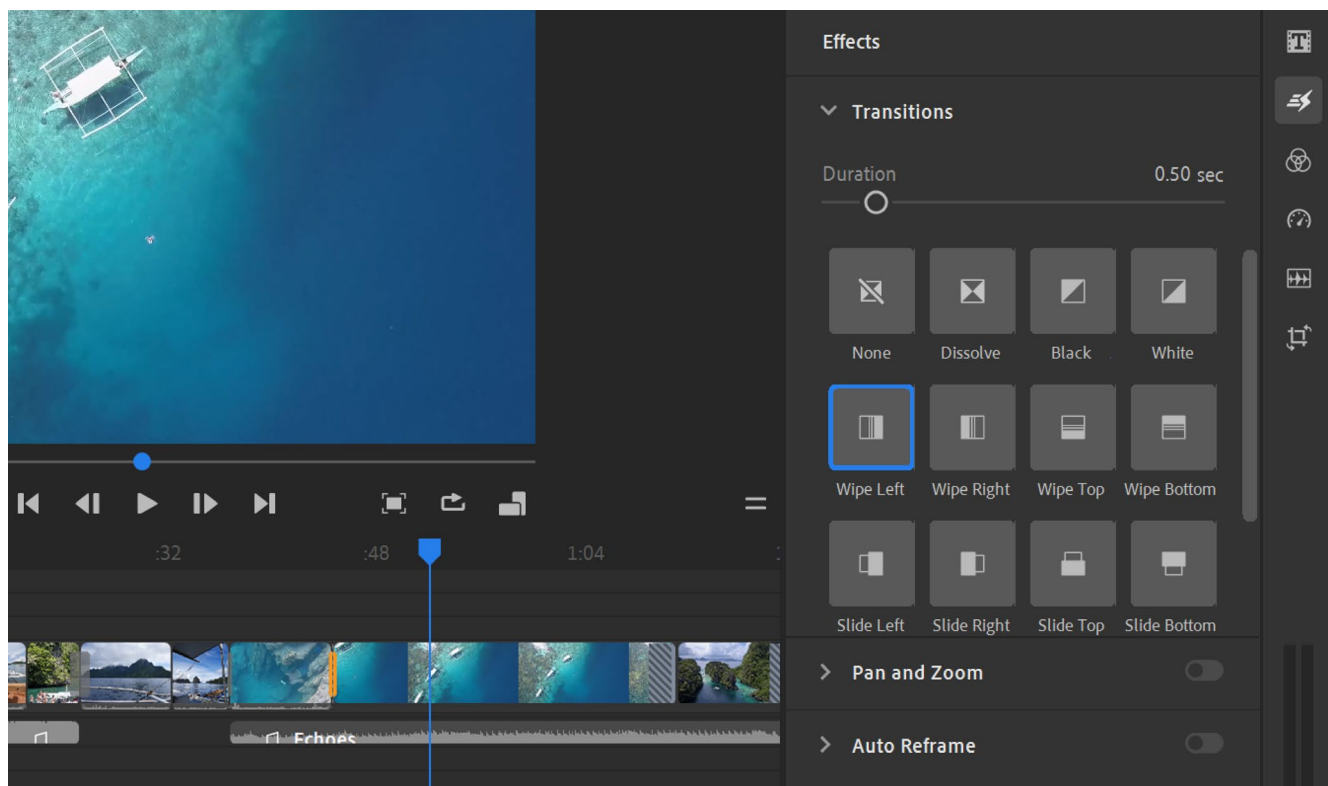 Effects
Transitions
Duration 0.50 sec
None Dissolve Black White
Wipe Left Wipe Right Wipe Top Wipe Bottom
Slide Left Slide Right Slide Top Slide Bottom
Pan and Zoom
Auto Reframe
:32 :48 1:04
Echoes